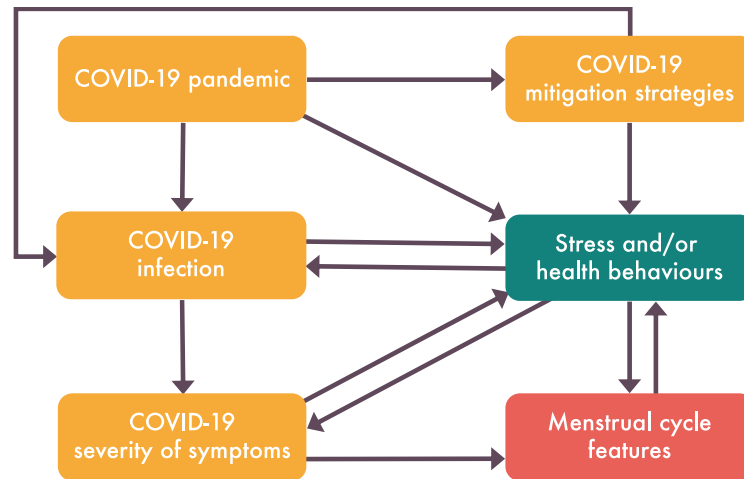 COVID-19 pandemic
COVID-19
mitigation strategies
COVID-19
infection
Stress and/or
health behaviours
COVID-19
severity of symptoms
Menstrual cycle
features